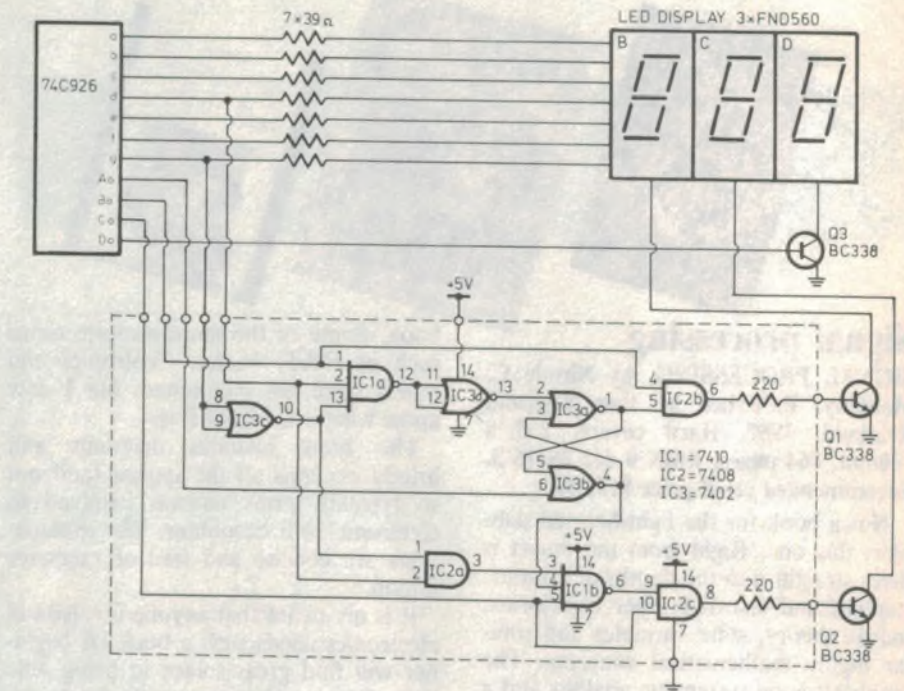 LED DISPLAY 3×FND560
7×39Ω
B C D
74C926
a
b
c
d
e
f
g
Ao
Bo
Co
Do
Q3
BC338
+5V
1
2
13
IC1a
12
11
12
14
IC3d
13
2
3
IC3a
1
4
5
IC2b
6
220
Q1
BC338
8
9
IC3c
10
5
6
IC3b
4
IC1=7410
IC2=7408
IC3=7402
1
2
IC2a
3
+5V
3
4
5
14
IC1b
6
7
+5V
9
10
14
IC2c
8
7
220
Q2
BC338